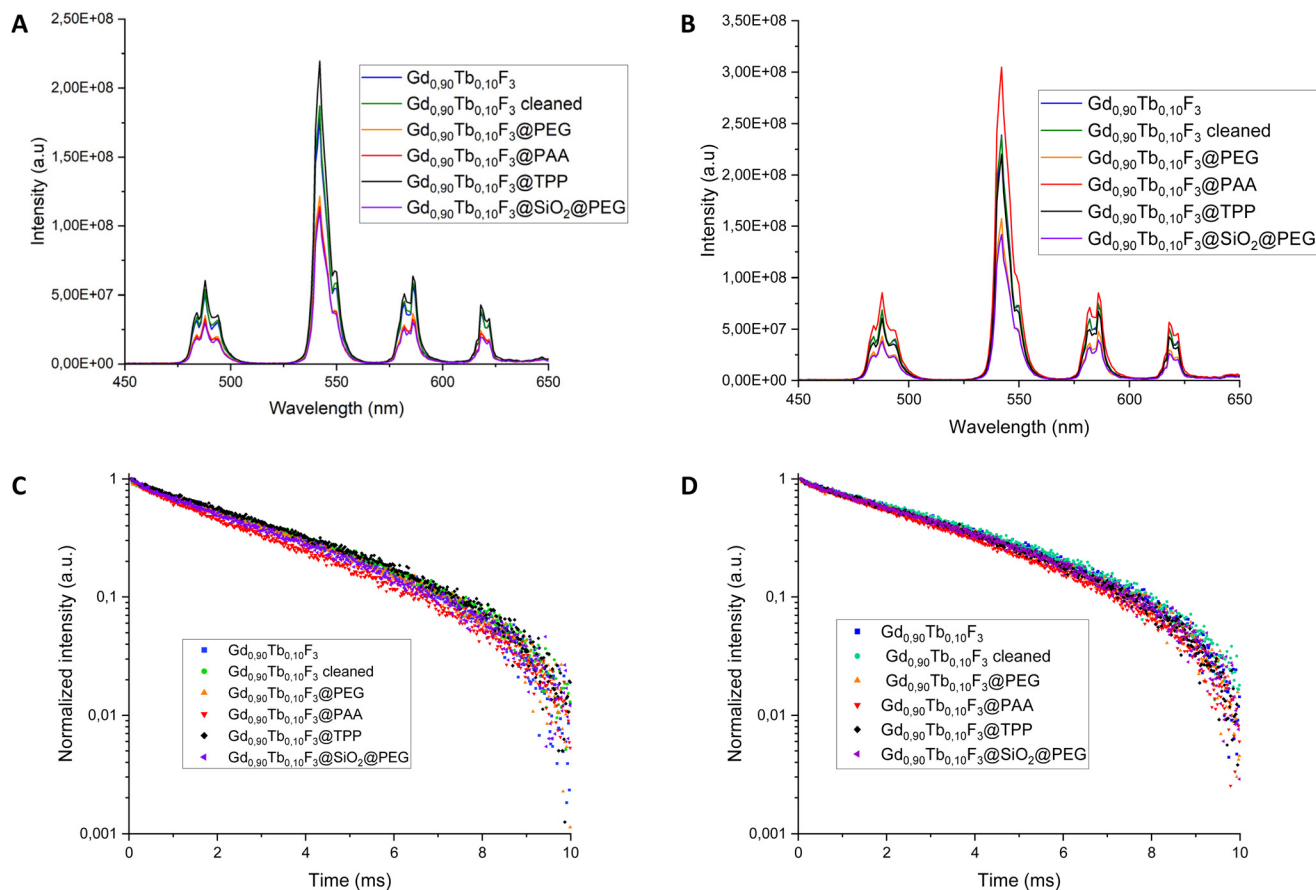 A
2,50E+08
2,00E+08
1,50E+08
1,00E+08
5,00E+07
0,00E+00
Intensity (a.u)
450
500
550
600
650
Wavelength (nm)
Gd0,90Tb0,10F3
Gd0,90Tb0,10F3 cleaned
Gd0,90Tb0,10F3@PEG
Gd0,90Tb0,10F3@PAA
Gd0,90Tb0,10F3@TPP
Gd0,90Tb0,10F3@SiO2@PEG
B
3,50E+08
3,00E+08
2,50E+08
2,00E+08
1,50E+08
1,00E+08
5,00E+07
0,00E+00
Intensity (a.u)
450
500
550
600
650
Wavelength (nm)
Gd0,90Tb0,10F3
Gd0,90Tb0,10F3 cleaned
Gd0,90Tb0,10F3@PEG
Gd0,90Tb0,10F3@PAA
Gd0,90Tb0,10F3@TPP
Gd0,90Tb0,10F3@SiO2@PEG
C
1
0,1
0,01
0,001
Normalized intensity (a.u.)
0
2
4
6
8
10
Time (ms)
Gd0,90Tb0,10F3
Gd0,90Tb0,10F3 cleaned
Gd0,90Tb0,10F3@PEG
Gd0,90Tb0,10F3@PAA
Gd0,90Tb0,10F3@TPP
Gd0,90Tb0,10F3@SiO2@PEG
D
1
0,1
0,01
0,001
Normalized intensity (a.u.)
0
2
4
6
8
10
Time (ms)
Gd0,90Tb0,10F3
Gd0,90Tb0,10F3 cleaned
Gd0,90Tb0,10F3@PEG
Gd0,90Tb0,10F3@PAA
Gd0,90Tb0,10F3@TPP
Gd0,90Tb0,10F3@SiO2@PEG